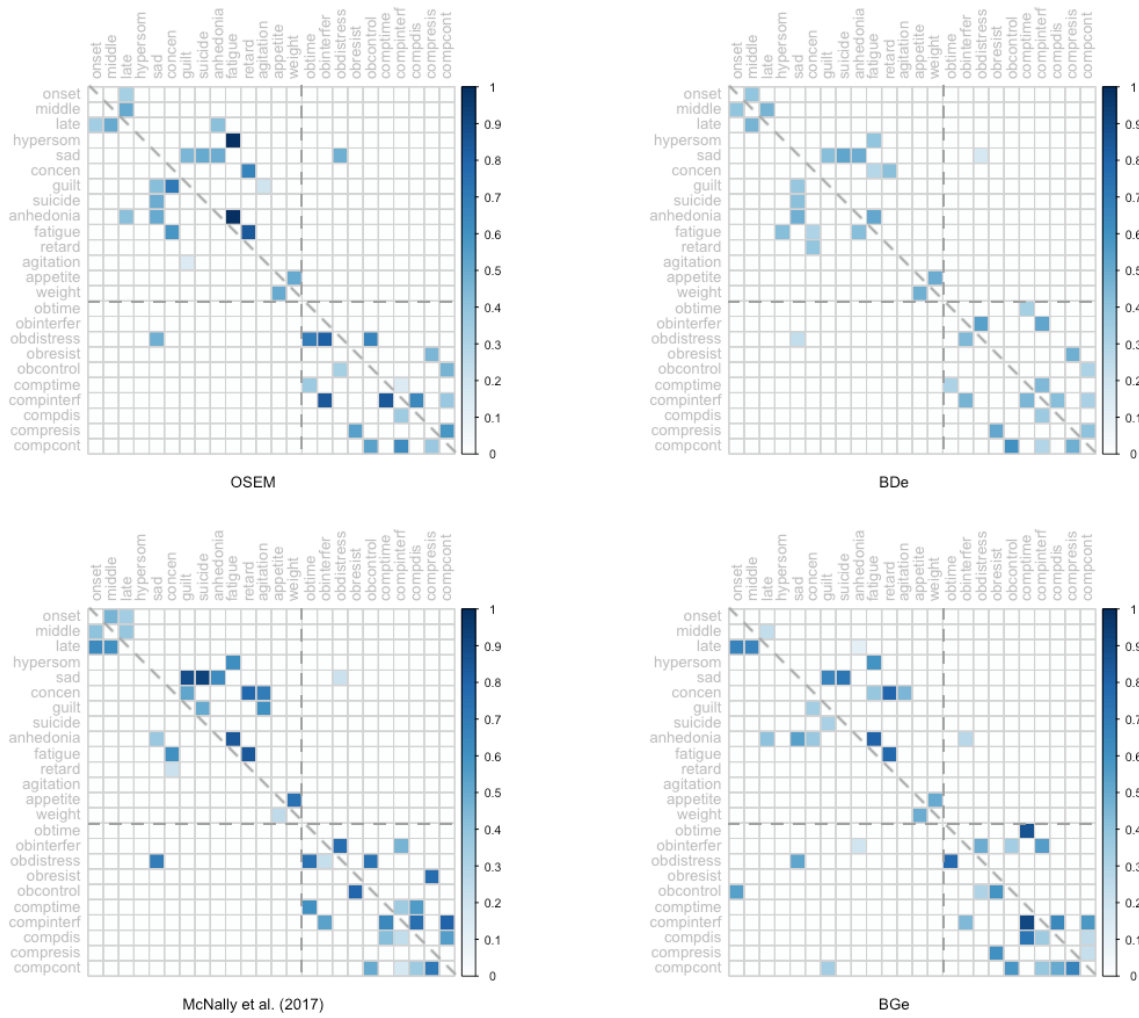 onset
middle
late
hypersom
sad
concen
guilt
suicide
anhedonia
fatigue
retard
agitation
appetite
weight
obtime
obinterfer
obdistress
obresist
obcontrol
comptime
compinterf
compdis
compresis
compcont
onset
middle
late
hypersom
sad
concen
guilt
suicide
anhedonia
fatigue
retard
agitation
appetite
weight
obtime
obinterfer
obdistress
obresist
obcontrol
comptime
compinterf
compdis
compresis
compcont
1
0.9
0.8
0.7
0.6
0.5
0.4
0.3
0.2
0.1
0
OSEM
onset
middle
late
hypersom
sad
concen
guilt
suicide
anhedonia
fatigue
retard
agitation
appetite
weight
obtime
obinterfer
obdistress
obresist
obcontrol
comptime
compinterf
compdis
compresis
compcont
onset
middle
late
hypersom
sad
concen
guilt
suicide
anhedonia
fatigue
retard
agitation
appetite
weight
obtime
obinterfer
obdistress
obresist
obcontrol
comptime
compinterf
compdis
compresis
compcont
1
0.9
0.8
0.7
0.6
0.5
0.4
0.3
0.2
0.1
0
BDe
onset
middle
late
hypersom
sad
concen
guilt
suicide
anhedonia
fatigue
retard
agitation
appetite
weight
obtime
obinterfer
obdistress
obresist
obcontrol
comptime
compinterf
compdis
compresis
compcont
onset
middle
late
hypersom
sad
concen
guilt
suicide
anhedonia
fatigue
retard
agitation
appetite
weight
obtime
obinterfer
obdistress
obresist
obcontrol
comptime
compinterf
compdis
compresis
compcont
1
0.9
0.8
0.7
0.6
0.5
0.4
0.3
0.2
0.1
0
McNally et al. (2017)
onset
middle
late
hypersom
sad
concen
guilt
suicide
anhedonia
fatigue
retard
agitation
appetite
weight
obtime
obinterfer
obdistress
obresist
obcontrol
comptime
compinterf
compdis
compresis
compcont
onset
middle
late
hypersom
sad
concen
guilt
suicide
anhedonia
fatigue
retard
agitation
appetite
weight
obtime
obinterfer
obdistress
obresist
obcontrol
comptime
compinterf
compdis
compresis
compcont
1
0.9
0.8
0.7
0.6
0.5
0.4
0.3
0.2
0.1
0
BGe